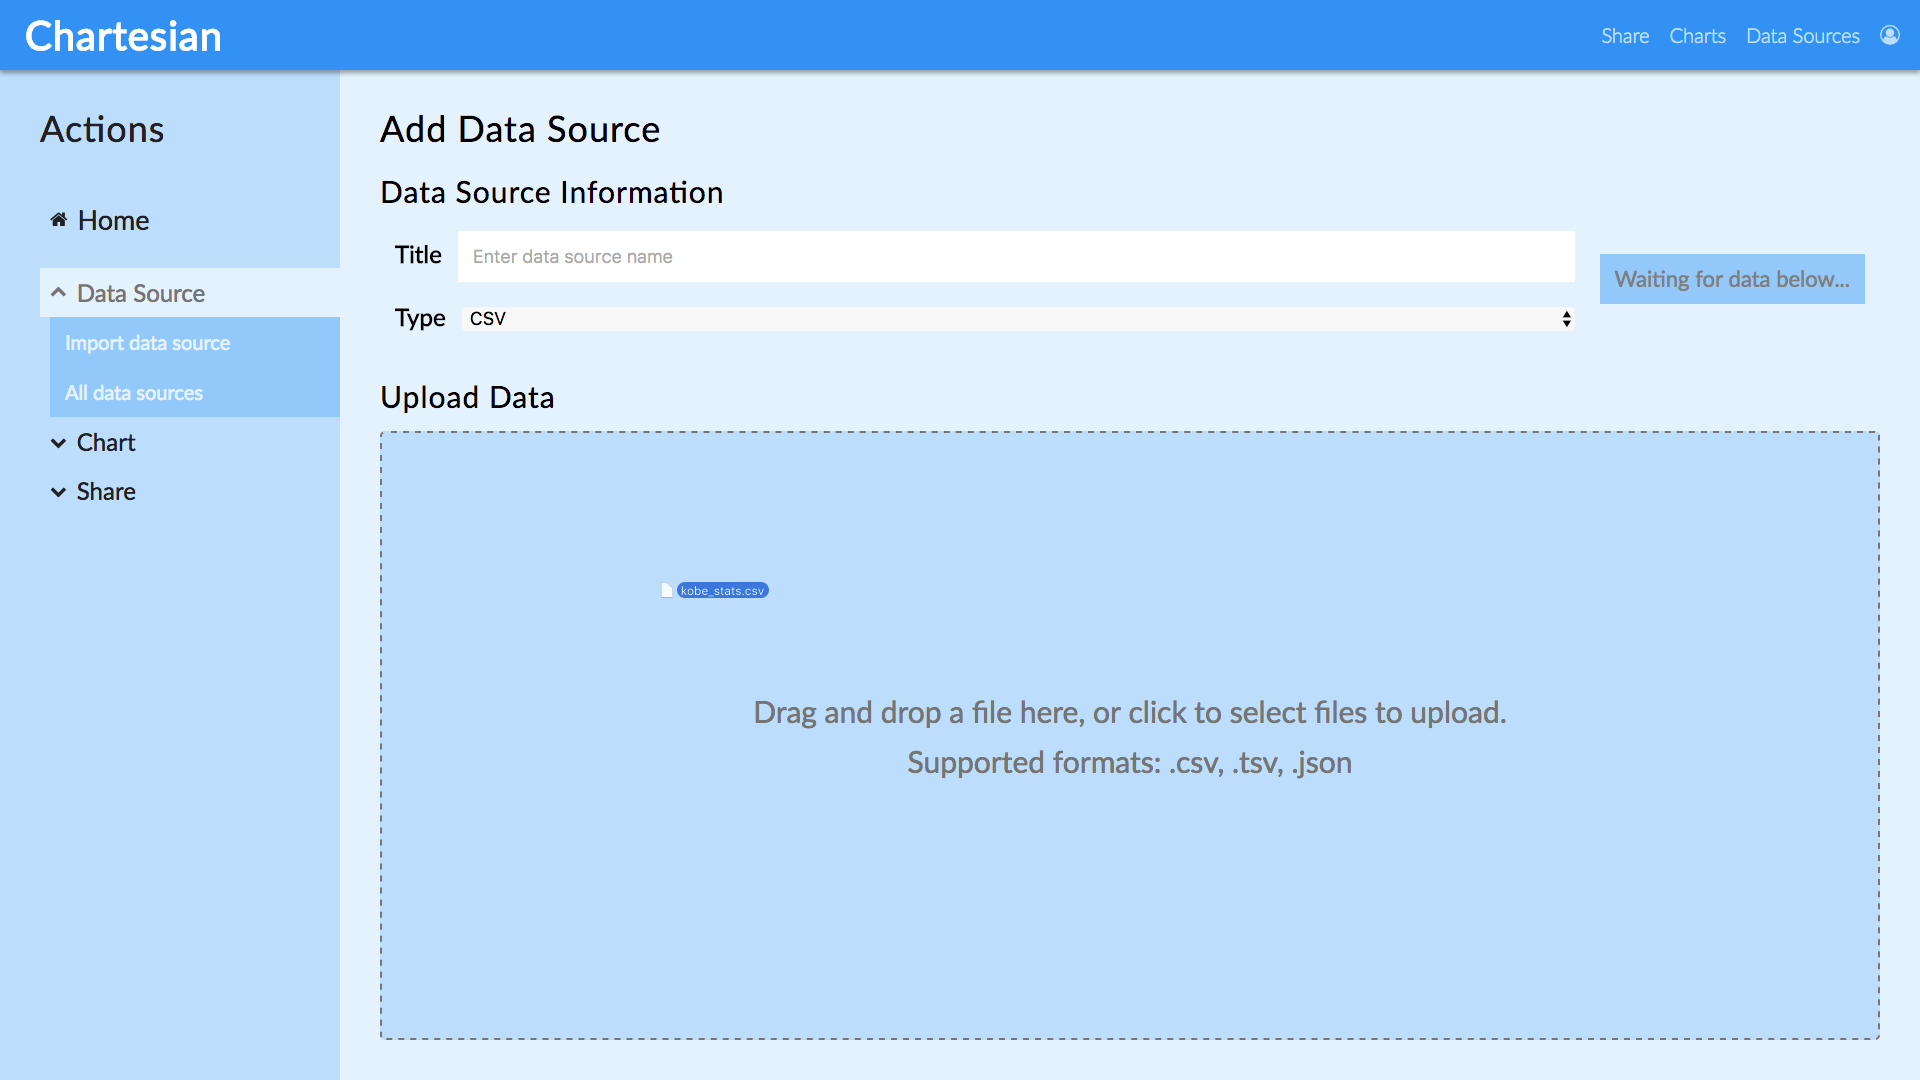 Chartesian
Share Charts Data Sources
Actions
Home
Data Source
Import data source
All data sources
Chart
Share
Add Data Source
Data Source Information
Title Enter data source name
Type CSV
Waiting for data below...
Upload Data
kobe_stats.csv
Drag and drop a file here, or click to select files to upload.
Supported formats: .csv, .tsv, .json